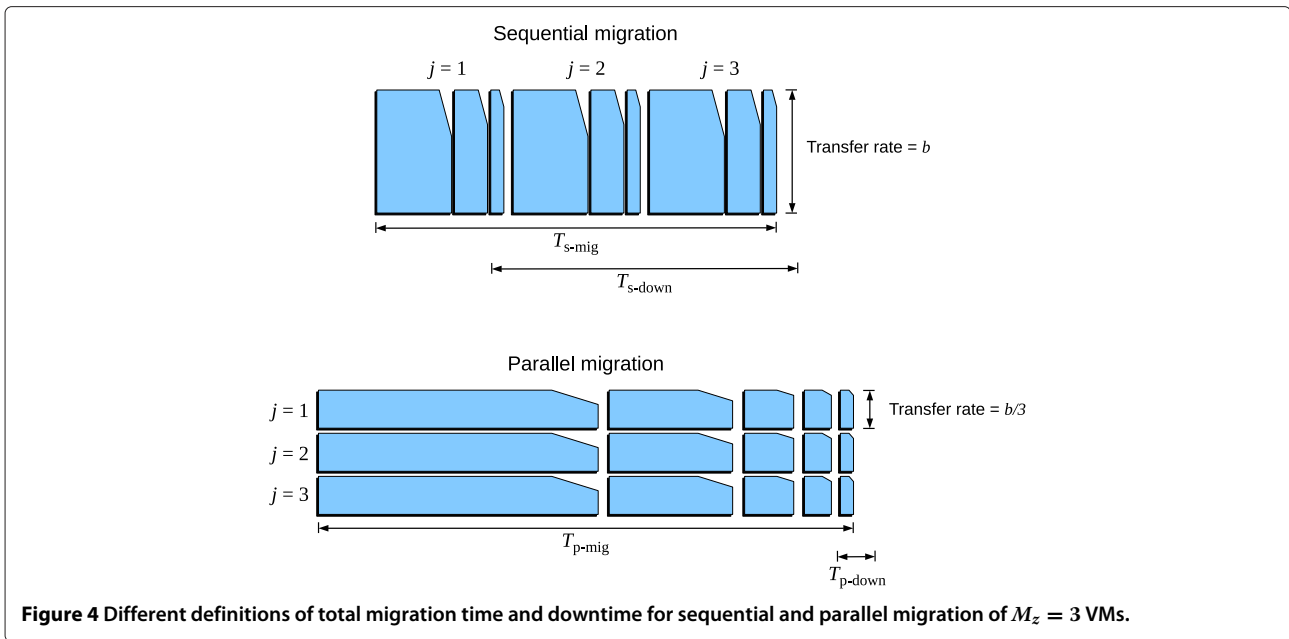 Sequential migration
j = 1 j = 2 j = 3
Transfer rate = b
T_s-mig
T_s-down
Parallel migration
j = 1
Transfer rate = b/3
j = 2
j = 3
T_p-mig
T_p-down
Figure 4 Different definitions of total migration time and downtime for sequential and parallel migration of M_z = 3 VMs.